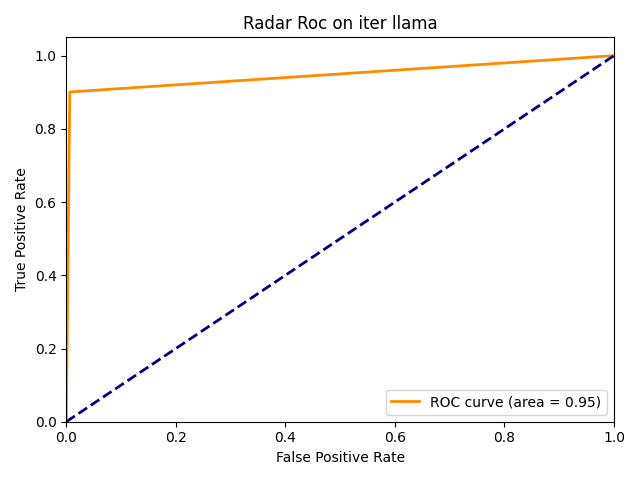 Radar Roc on iter llama
1.0
0.8
0.6
0.4
0.2
0.0
True Positive Rate
ROC curve (area = 0.95)
0.0 0.2 0.4 0.6 0.8 1.0
False Positive Rate